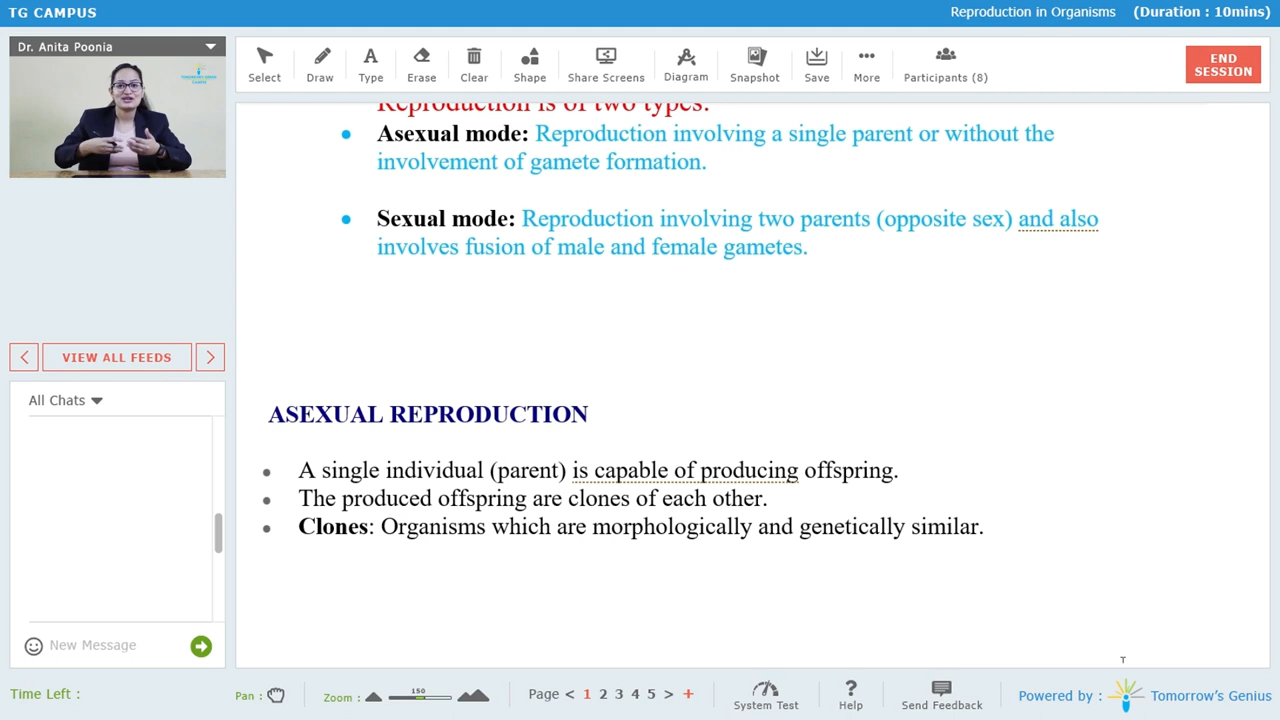 TG CAMPUS
Reproduction in Organisms (Duration : 10mins)
Dr. Anita Poonia
Select
Draw
Type
Erase
Clear
Shape
Share Screens
Diagram
Snapshot
Save
More
Participants (8)
END
SESSION
Reproduction is of two types:
• Asexual mode: Reproduction involving a single parent or without the
involvement of gamete formation.
• Sexual mode: Reproduction involving two parents (opposite sex) and also
involves fusion of male and female gametes.
VIEW ALL FEEDS
All Chats
ASEXUAL REPRODUCTION
• A single individual (parent) is capable of producing offspring.
• The produced offspring are clones of each other.
• Clones: Organisms which are morphologically and genetically similar.
New Message
Time Left :
Pan :
Zoom :
150
Page < 1 2 3 4 5 > +
System Test
Help
Send Feedback
Powered by :
Tomorrow's Genius